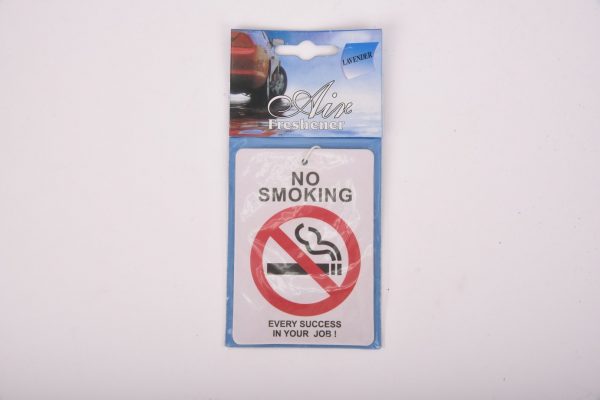 LAVENDER
Air
Freshener
NO
SMOKING
EVERY SUCCESS
IN YOUR JOB !